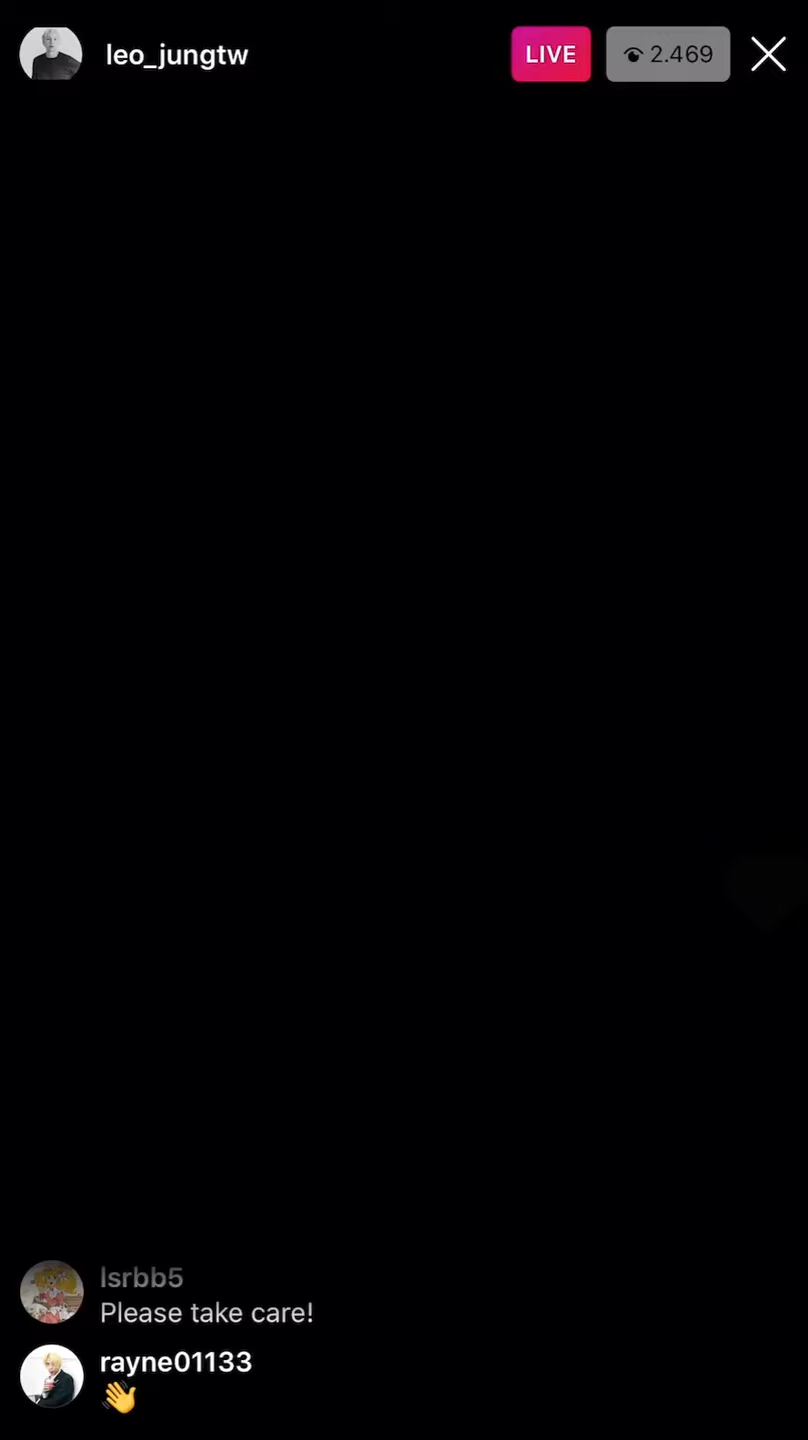 leo_jungtw
LIVE
2.469
lsrbb5
Please take care!
rayne01133
👋